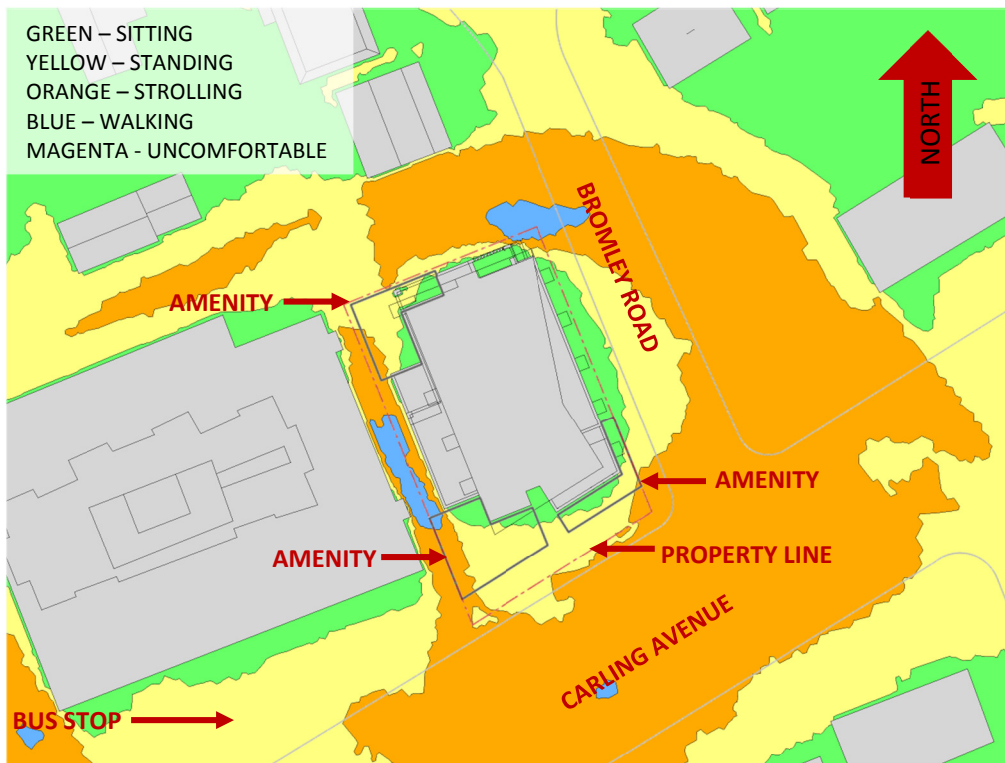 GREEN – SITTING
YELLOW – STANDING
ORANGE – STROLLING
BLUE – WALKING
MAGENTA - UNCOMFORTABLE
NORTH
BROMLEY ROAD
AMENITY
AMENITY
AMENITY
PROPERTY LINE
CARLING AVENUE
BUS STOP